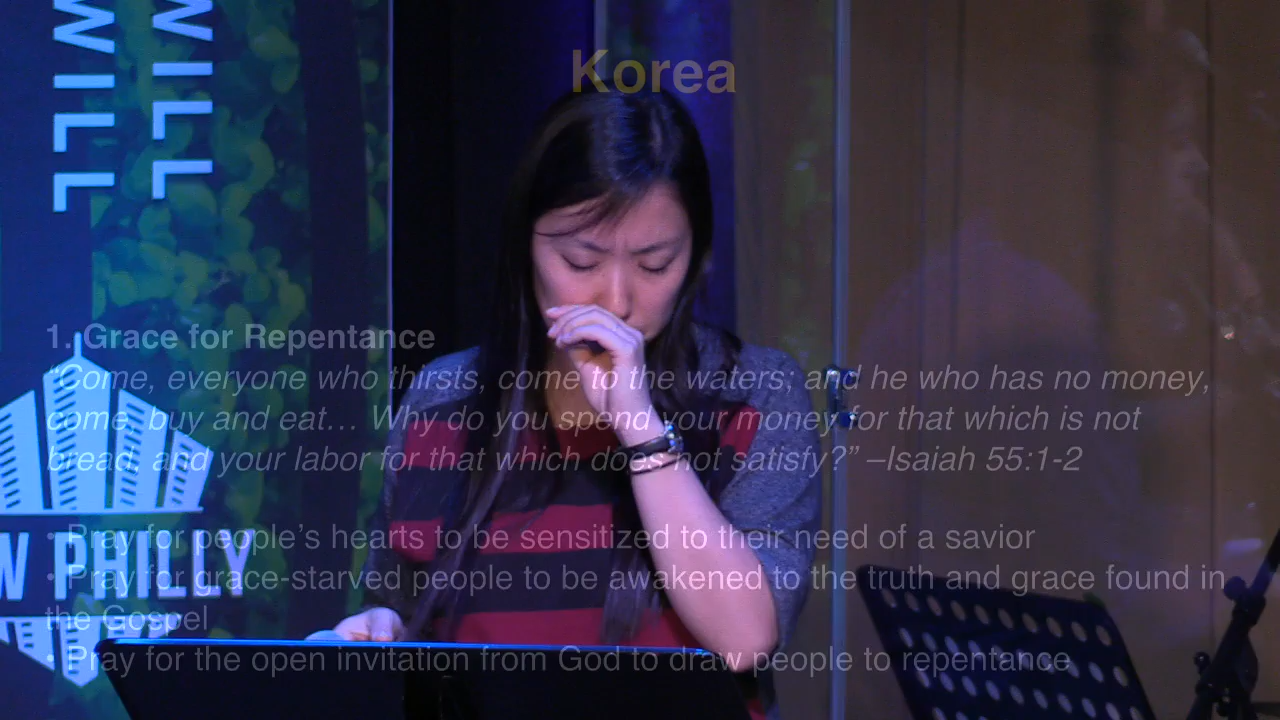 WILL
WILL
Korea
1. Grace for Repentance
“Come, everyone who thirsts, come to the waters; and he who has no money,
come, buy and eat… Why do you spend your money for that which is not
bread, and your labor for that which does not satisfy?” –Isaiah 55:1-2
W PHILLY
• Pray for people’s hearts to be sensitized to their need of a savior
• Pray for grace-starved people to be awakened to the truth and grace found in
the Gospel
• Pray for the open invitation from God to draw people to repentance